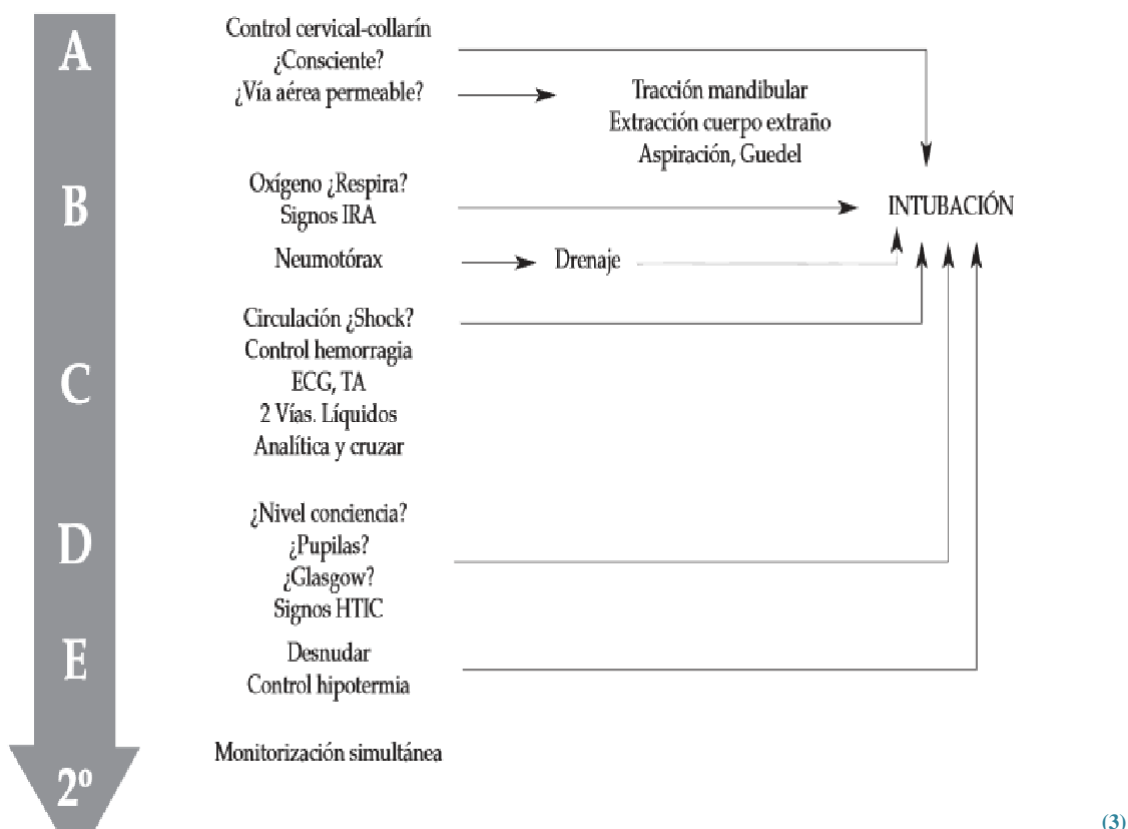 A
Control cervical-collarín
¿Consciente?
¿Vía aérea permeable?
Tracción mandibular
Extracción cuerpo extraño
Aspiración, Guedel
B
Oxígeno ¿Respira?
Signos IRA
INTUBACIÓN
Neumotórax
Drenaje
C
Circulación ¿Shock?
Control hemorragia
ECG, TA
2 Vías. Líquidos
Analítica y cruzar
D
¿Nivel conciencia?
¿Pupilas?
¿Glasgow?
Signos HTIC
E
Desnudar
Control hipotermia
Monitorización simultánea
2º
(3)